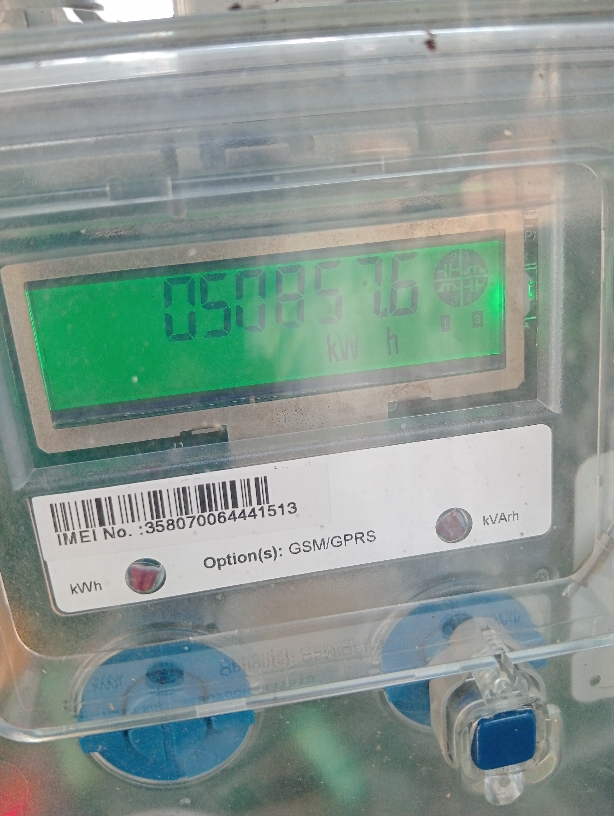 050857.6
kW h
IMEI No. :358070064441513
Option(s): GSM/GPRS
kVArh
kWh